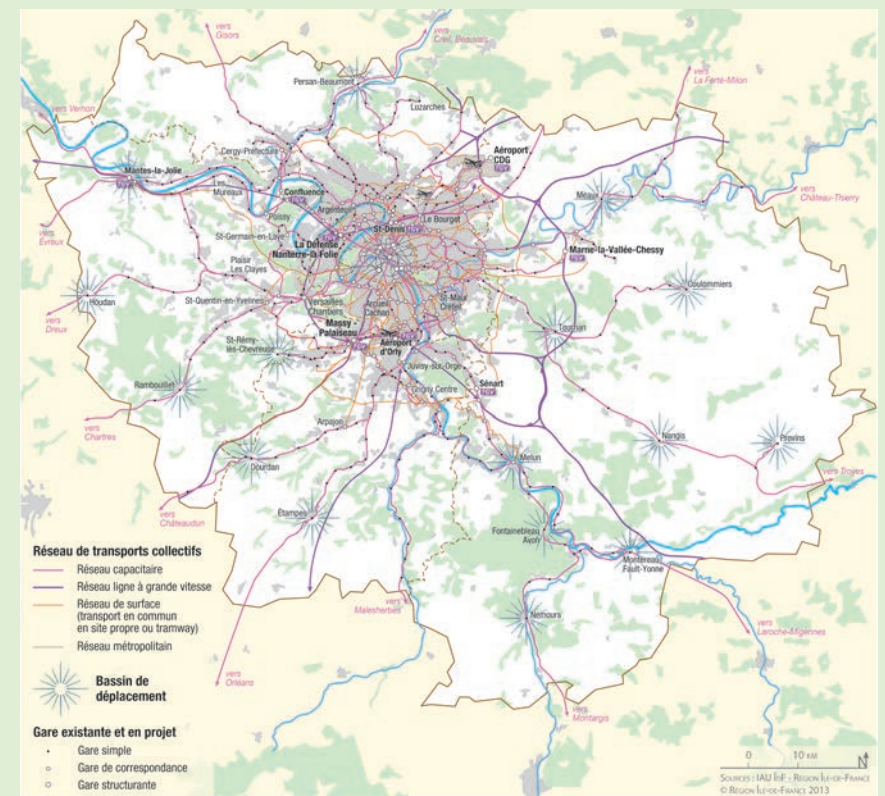 vers
Gisors
vers
Creil, Beauvais
vers
La Ferté-Milon
vers Vernon
Persan-Beaumont
Luzarches
Cergy-Préfecture
Aéroport
CDG
TGV
Mantes-la-Jolie
Les
Mureaux
Confluence
TGV
Poissy
Argenteuil
Le Bourget
Meaux
vers
Château-Thierry
St-Germain-en-Laye
St-Denis
La Défense
Nanterre-la Folie
Marne-la-Vallée-Chessy
TGV
vers
Évreux
Plaisir
Les Clayes
Houdan
St-Quentin-en-Yvelines
Versailles
Chantiers
Arcueil
Cachan
St-Maur
Créteil
Coulommiers
vers
Dreux
Massy -
Palaiseau
Aéroport
d'Orly
Tournan
St-Rémy-
lès-Chevreuse
Juvisy-sur-Orge
Rambouillet
Grigny Centre
Sénart
TGV
vers
Chartres
Arpajon
Nangis
Provins
Dourdan
Melun
vers Troyes
vers
Châteaudun
Étampes
Fontainebleau
Avon
Montereau
Fault-Yonne
vers
Malesherbes
Nemours
vers
Laroche-Migennes
vers
Orléans
vers
Montargis
Réseau de transports collectifs
Réseau capacitaire
Réseau ligne à grande vitesse
Réseau de surface
(transport en commun
en site propre ou tramway)
Réseau métropolitain
Bassin de
déplacement
Gare existante et en projet
Gare simple
Gare de correspondance
Gare structurante
0 10 KM
N
SOURCES : IAU ÎDF - RÉGION ÎLE-DE-FRANCE
© RÉGION ÎLE-DE-FRANCE 2013